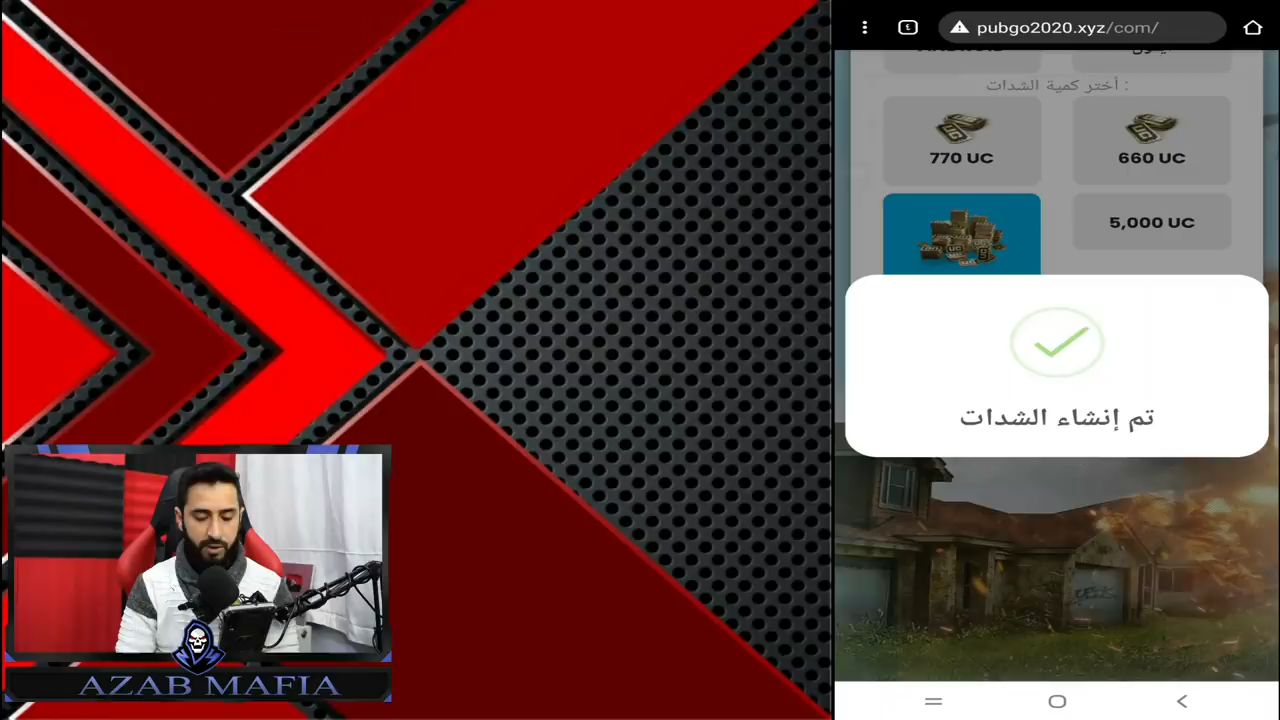 pubgo2020.xyz/com/
أختر كمية الشدات :
770 UC
660 UC
5,000 UC
تم إنشاء الشدات
AZAB MAFIA